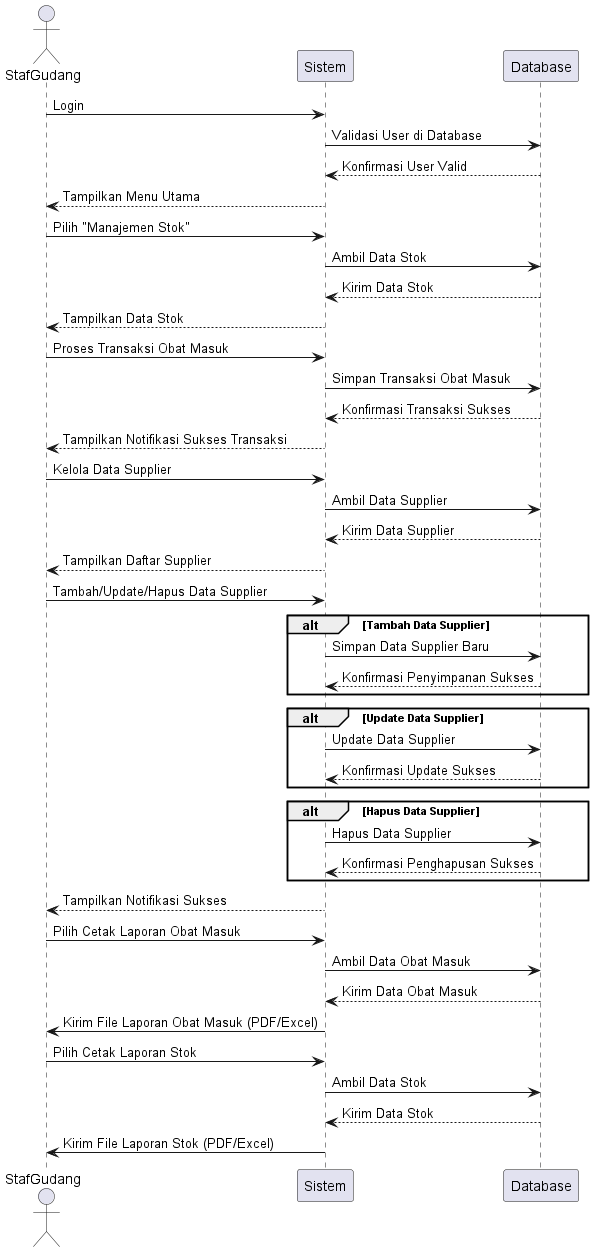 StafGudang
Sistem
Database
Login
Validasi User di Database
Konfirmasi User Valid
Tampilkan Menu Utama
Pilih "Manajemen Stok"
Ambil Data Stok
Kirim Data Stok
Tampilkan Data Stok
Proses Transaksi Obat Masuk
Simpan Transaksi Obat Masuk
Konfirmasi Transaksi Sukses
Tampilkan Notifikasi Sukses Transaksi
Kelola Data Supplier
Ambil Data Supplier
Kirim Data Supplier
Tampilkan Daftar Supplier
Tambah/Update/Hapus Data Supplier
alt [Tambah Data Supplier]
Simpan Data Supplier Baru
Konfirmasi Penyimpanan Sukses
alt [Update Data Supplier]
Update Data Supplier
Konfirmasi Update Sukses
alt [Hapus Data Supplier]
Hapus Data Supplier
Konfirmasi Penghapusan Sukses
Tampilkan Notifikasi Sukses
Pilih Cetak Laporan Obat Masuk
Ambil Data Obat Masuk
Kirim Data Obat Masuk
Kirim File Laporan Obat Masuk (PDF/Excel)
Pilih Cetak Laporan Stok
Ambil Data Stok
Kirim Data Stok
Kirim File Laporan Stok (PDF/Excel)
StafGudang
Sistem
Database